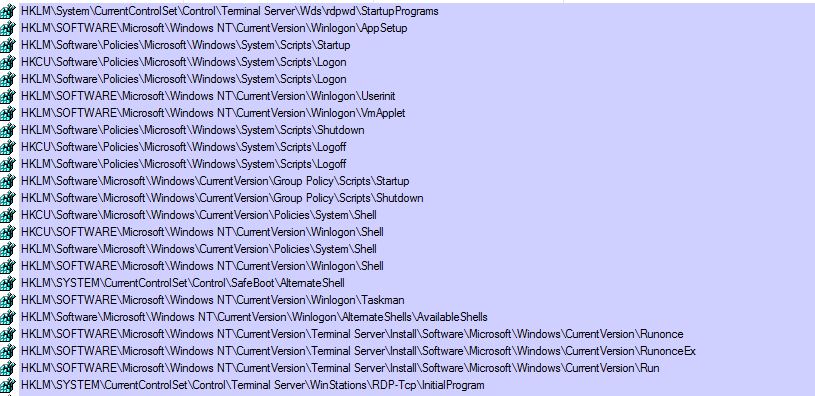 HKLM\System\CurrentControlSet\Control\Terminal Server\Wds\rdpwd\StartupPrograms
HKLM\SOFTWARE\Microsoft\Windows NT\CurrentVersion\Winlogon\AppSetup
HKLM\Software\Policies\Microsoft\Windows\System\Scripts\Startup
HKCU\Software\Policies\Microsoft\Windows\System\Scripts\Logon
HKLM\Software\Policies\Microsoft\Windows\System\Scripts\Logon
HKLM\SOFTWARE\Microsoft\Windows NT\CurrentVersion\Winlogon\Userinit
HKLM\SOFTWARE\Microsoft\Windows NT\CurrentVersion\Winlogon\VmApplet
HKLM\Software\Policies\Microsoft\Windows\System\Scripts\Shutdown
HKCU\Software\Policies\Microsoft\Windows\System\Scripts\Logoff
HKLM\Software\Policies\Microsoft\Windows\System\Scripts\Logoff
HKLM\Software\Microsoft\Windows\CurrentVersion\Group Policy\Scripts\Startup
HKLM\Software\Microsoft\Windows\CurrentVersion\Group Policy\Scripts\Shutdown
HKCU\Software\Microsoft\Windows\CurrentVersion\Policies\System\Shell
HKCU\SOFTWARE\Microsoft\Windows NT\CurrentVersion\Winlogon\Shell
HKLM\Software\Microsoft\Windows\CurrentVersion\Policies\System\Shell
HKLM\SOFTWARE\Microsoft\Windows NT\CurrentVersion\Winlogon\Shell
HKLM\SYSTEM\CurrentControlSet\Control\SafeBoot\AlternateShell
HKLM\SOFTWARE\Microsoft\Windows NT\CurrentVersion\Winlogon\Taskman
HKLM\Software\Microsoft\Windows NT\CurrentVersion\Winlogon\AlternateShells\AvailableShells
HKLM\SOFTWARE\Microsoft\Windows NT\CurrentVersion\Terminal Server\Install\Software\Microsoft\Windows\CurrentVersion\Runonce
HKLM\SOFTWARE\Microsoft\Windows NT\CurrentVersion\Terminal Server\Install\Software\Microsoft\Windows\CurrentVersion\RunonceEx
HKLM\SOFTWARE\Microsoft\Windows NT\CurrentVersion\Terminal Server\Install\Software\Microsoft\Windows\CurrentVersion\Run
HKLM\SYSTEM\CurrentControlSet\Control\Terminal Server\WinStations\RDP-Tcp\InitialProgram